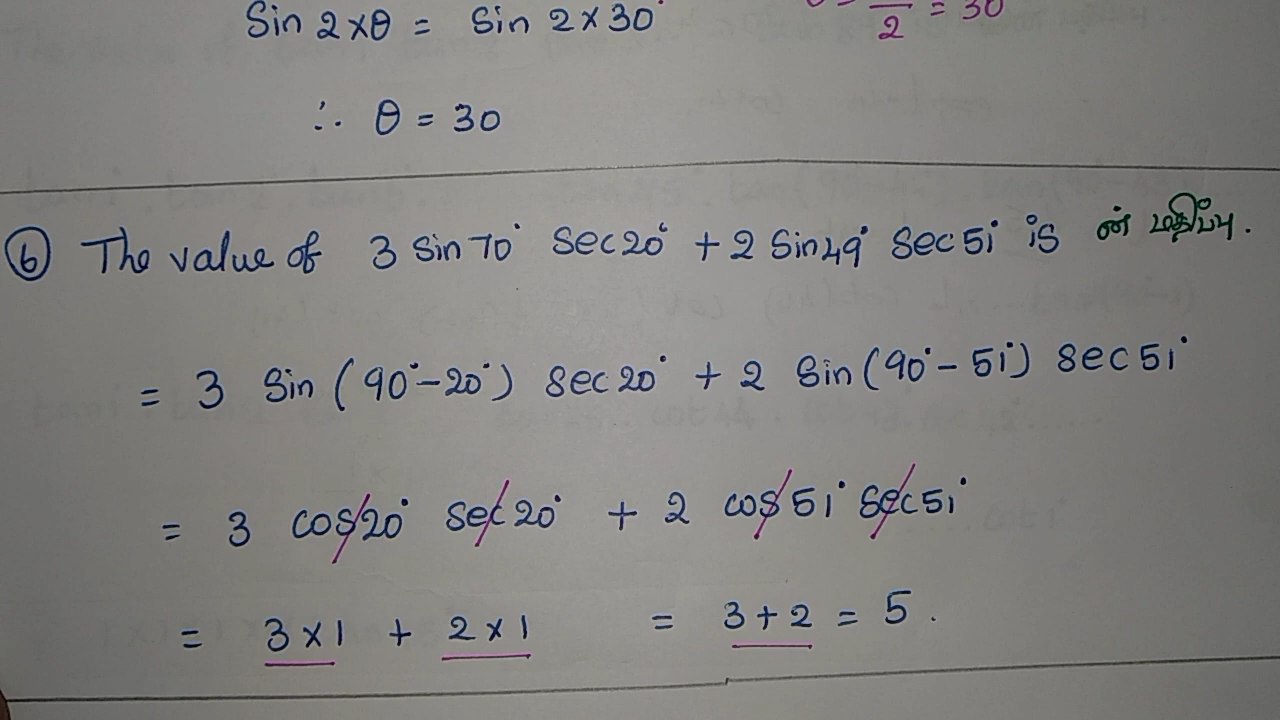 Sin 2×θ = Sin 2×30°
2 = 30
∴ θ = 30
⑥ The value of 3 Sin 70° Sec 20° + 2 Sin 49° Sec 51° is ன் மதிப்பு.
= 3 Sin (90°-20°) Sec 20° + 2 Sin (90°-51°) Sec 51°
= 3 cos 20° sec 20° + 2 cos 51° sec 51°
= 3×1 + 2×1 = 3+2 = 5.